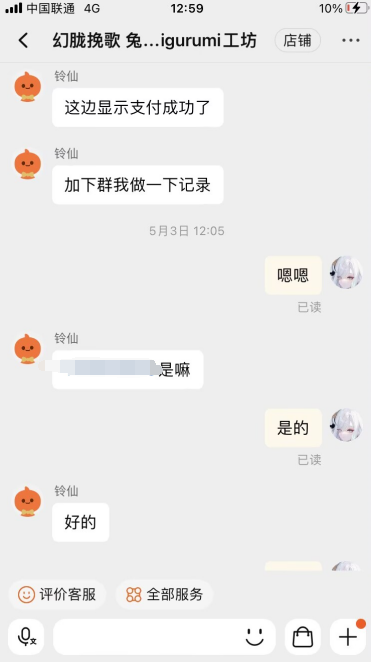 中国联通 4G 12:59 10%
幻胧挽歌 兔…igurumi工坊 店铺
铃仙
这边显示支付成功了
铃仙
加下群我做一下记录
5月3日 12:05
嗯嗯
已读
铃仙
是嘛
是的
已读
铃仙
好的
评价客服 全部服务